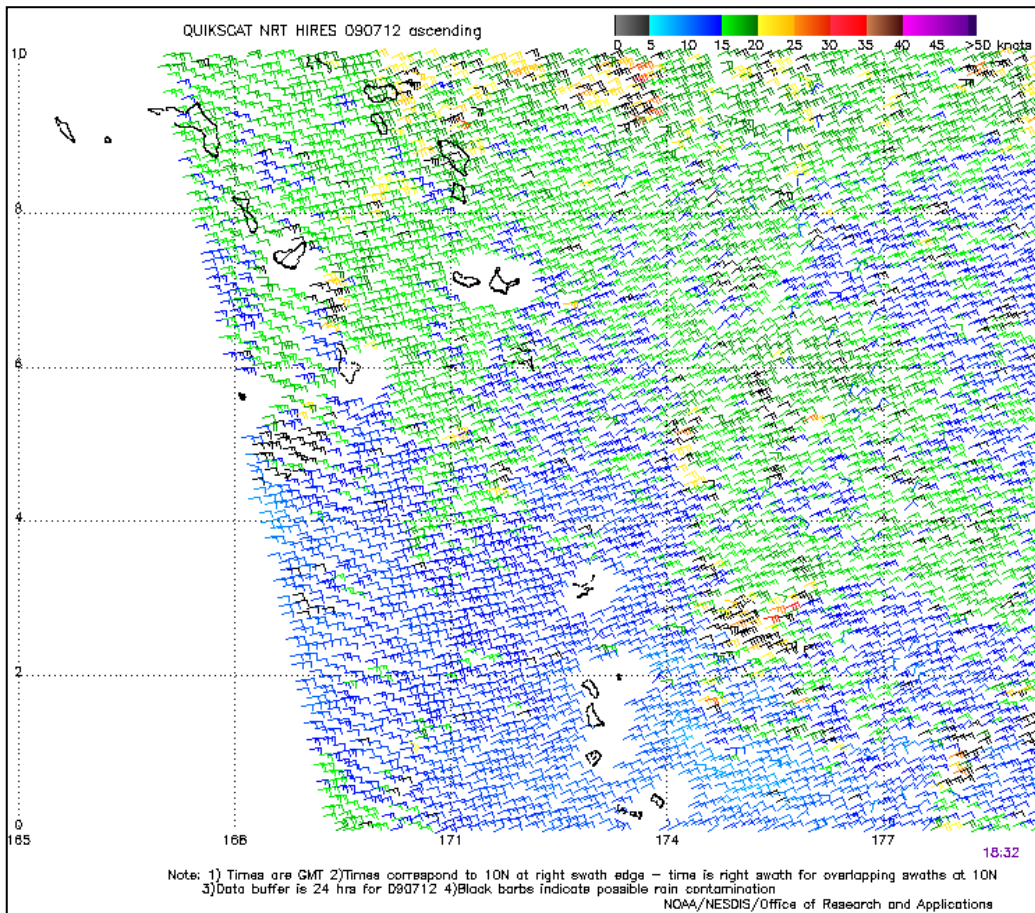 QUIKSCAT NRT HIRES 090712 ascending
0 5 10 15 20 25 30 35 40 45 >50 knots
10
8
6
4
2
0
165 168 171 174 177
18:32
Note: 1) Times are GMT 2)Times correspond to 10N at right swath edge – time is right swath for overlapping swaths at 10N
3)Data buffer is 24 hrs for 090712 4)Black barbs indicate possible rain contamination
NOAA/NESDIS/Office of Research and Applications